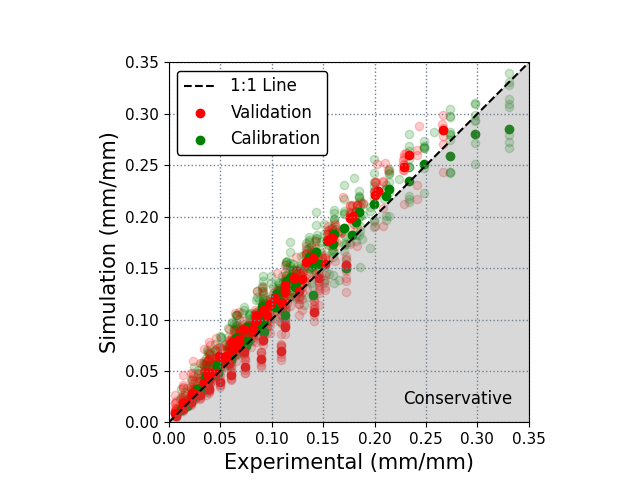 0.35
0.30
0.25
0.20
0.15
0.10
0.05
0.00
Simulation (mm/mm)
1:1 Line
Validation
Calibration
Conservative
0.00 0.05 0.10 0.15 0.20 0.25 0.30 0.35
Experimental (mm/mm)